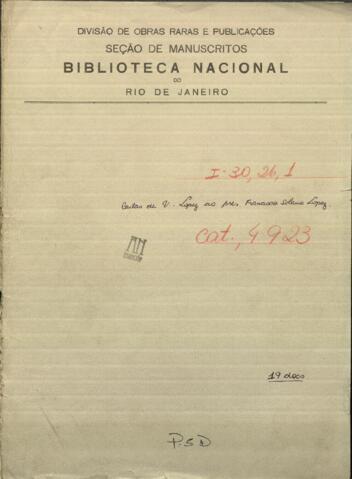 DIVISÃO DE OBRAS RARAS E PUBLICAÇÕES
SEÇÃO DE MANUSCRITOS
BIBLIOTECA NACIONAL
DO
RIO DE JANEIRO
I-30, 26, 1
Cartas de V. Lopez ao pres. Francisco Solano Lopez
Cat., 4923
19 docs
P.S.D